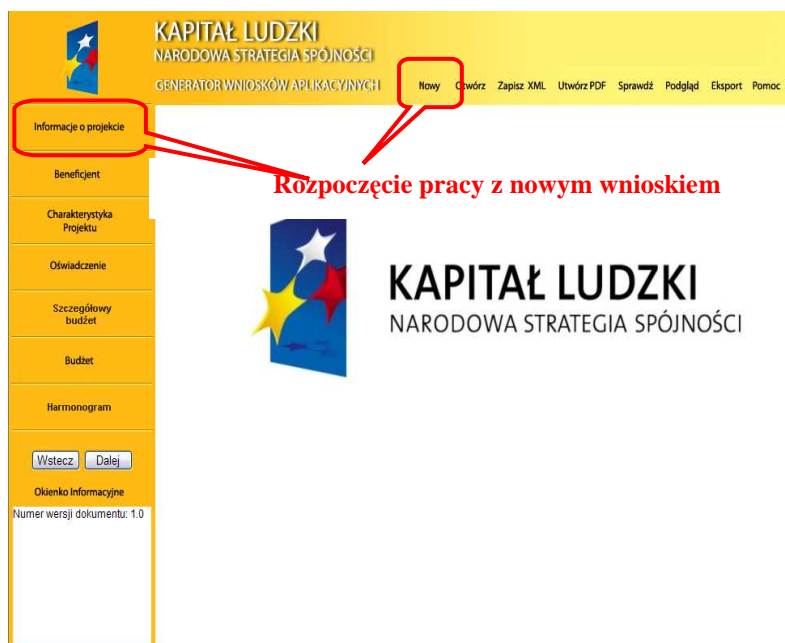 KAPITAŁ LUDZKI
NARODOWA STRATEGIA SPÓJNOŚCI
GENERATOR WNIOSKÓW APLIKACYJNYCH
Nowy Otwórz Zapisz XML Utwórz PDF Sprawdź Podgląd Eksport Pomoc
Informacje o projekcie
Beneficjent
Rozpoczęcie pracy z nowym wnioskiem
Charakterystyka
Projektu
Oświadczenie
Szczegółowy
budżet
Budżet
Harmonogram
KAPITAŁ LUDZKI
NARODOWA STRATEGIA SPÓJNOŚCI
Wstecz Dalej
Okienko Informacyjne
Numer wersji dokumentu: 1.0